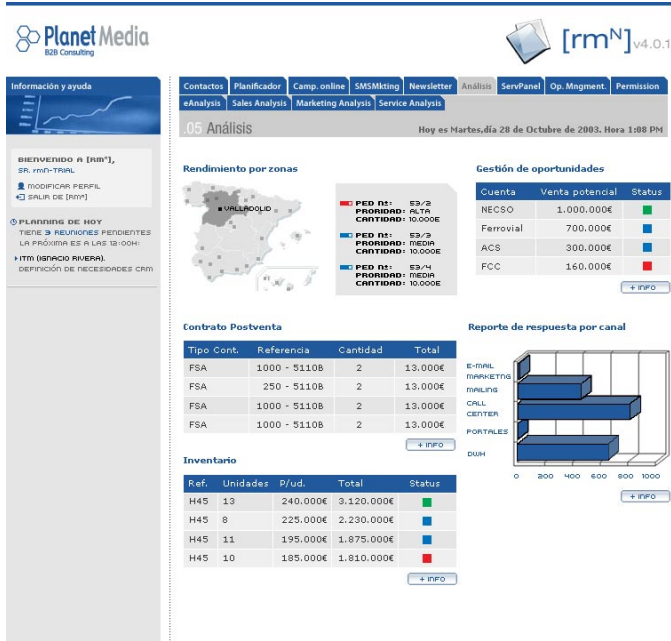 Planet Media
B2B Consulting
[rmN]v4.0.1
Información y ayuda
Contactos Planificador Camp. online SMSMkting Newsletter Análisis ServPanel Op. Mngment. Permission
eAnalysis Sales Analysis Marketing Analysis Service Analysis
.05 Análisis
Hoy es Martes.día 28 de Octubre de 2003. Hora 1:08 PM
BIENVENIDO A [RMN],
SR. rmn-TRIAL
MODIFICAR PERFIL
SALIR DE [RMN]
PLANNING DE HOY
TIENE 3 REUNIONES PENDIENTES
LA PRÓXIMA ES A LAS 12:00H:
ITM (IGNACIO RIVERA).
DEFINICIÓN DE NECESIDADES CRM
Rendimiento por zonas
VALLADOLID
PED Nº: 53/2
PRORIDAD: ALTA
CANTIDAD: 10.000E
PED Nº: 53/3
PRORIDAD: MEDIA
CANTIDAD: 10.000E
PED Nº: 53/4
PRORIDAD: MEDIA
CANTIDAD: 10.000E
Gestión de oportunidades
Cuenta Venta potencial Status
NECSO 1.000.000€
Ferrovial 700.000€
ACS 300.000€
FCC 160.000€
+ INFO
Contrato Postventa
Tipo Cont. Referencia Cantidad Total
FSA 1000 - 5110B 2 13.000€
FSA 250 - 5110B 2 13.000€
FSA 1000 - 5110B 2 13.000€
FSA 1000 - 5110B 2 13.000€
+ INFO
Reporte de respuesta por canal
E-MAIL
MARKETNG
MAILING
CALL
CENTER
PORTALES
DWH
0 200 400 600 800 1000
+ INFO
Inventario
Ref. Unidades P/ud. Total Status
H45 13 240.000€ 3.120.000€
H45 8 225.000€ 2.230.000€
H45 11 195.000€ 1.875.000€
H45 10 185.000€ 1.810.000€
+ INFO